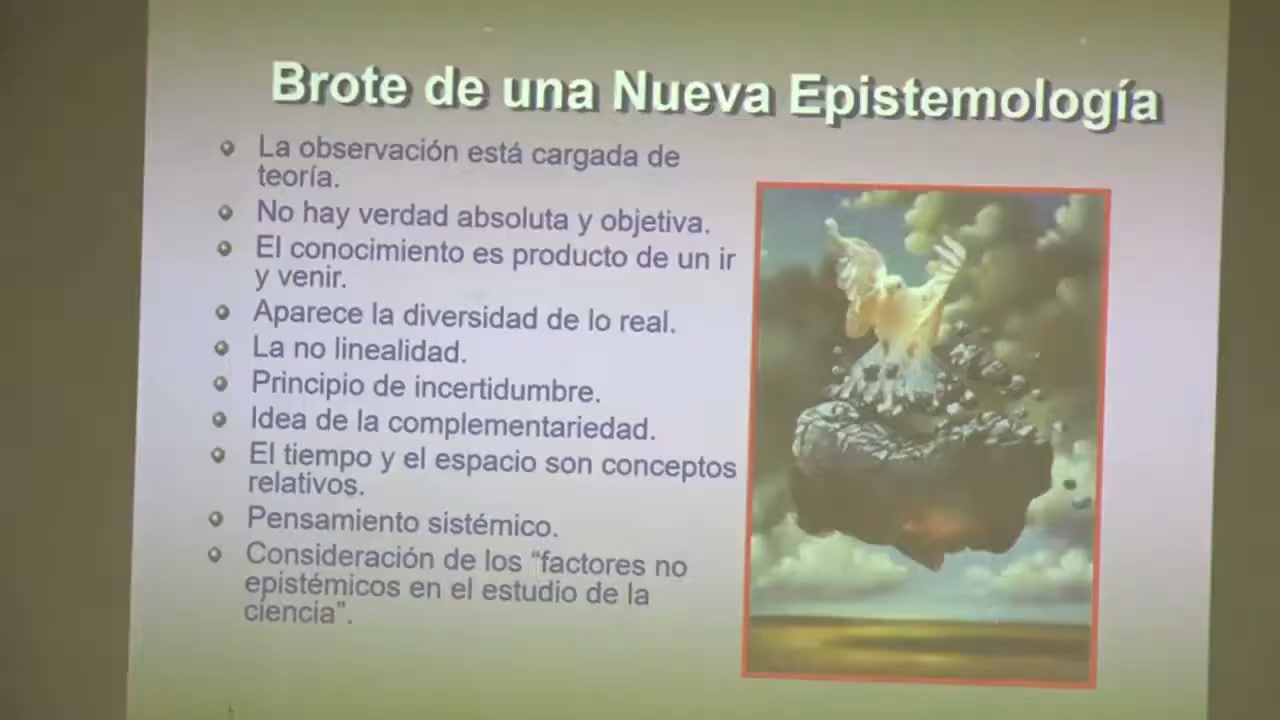 Brote de una Nueva Epistemología
La observación está cargada de
teoría.
No hay verdad absoluta y objetiva.
El conocimiento es producto de un ir
y venir.
Aparece la diversidad de lo real.
La no linealidad.
Principio de incertidumbre.
Idea de la complementariedad.
El tiempo y el espacio son conceptos
relativos.
Pensamiento sistémico.
Consideración de los “factores no
epistémicos en el estudio de la
ciencia”.